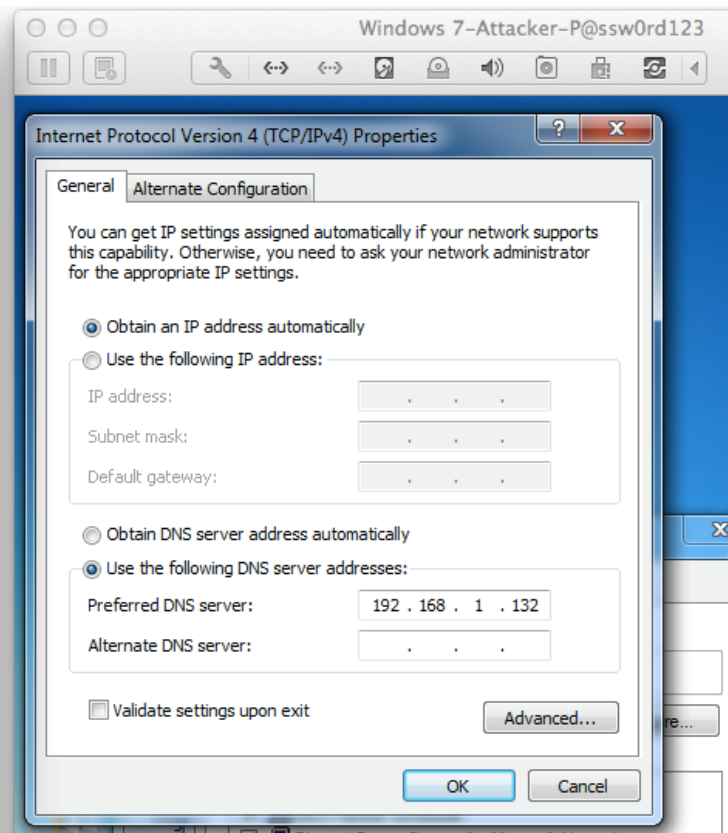 Windows 7-Attacker-P@ssw0rd123
Internet Protocol Version 4 (TCP/IPv4) Properties
General
Alternate Configuration
You can get IP settings assigned automatically if your network supports
this capability. Otherwise, you need to ask your network administrator
for the appropriate IP settings.
Obtain an IP address automatically
Use the following IP address:
IP address:
Subnet mask:
Default gateway:
Obtain DNS server address automatically
Use the following DNS server addresses:
Preferred DNS server: 192 . 168 . 1 . 132
Alternate DNS server:
Validate settings upon exit
Advanced...
re...
OK
Cancel